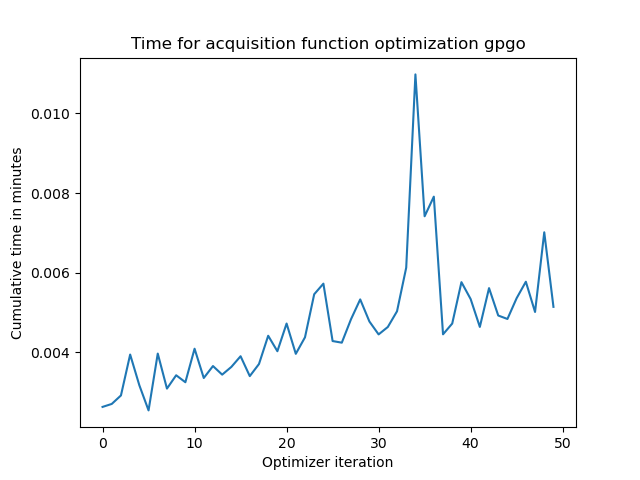 Time for acquisition function optimization gpgo
Cumulative time in minutes
0.010
0.008
0.006
0.004
0 10 20 30 40 50
Optimizer iteration